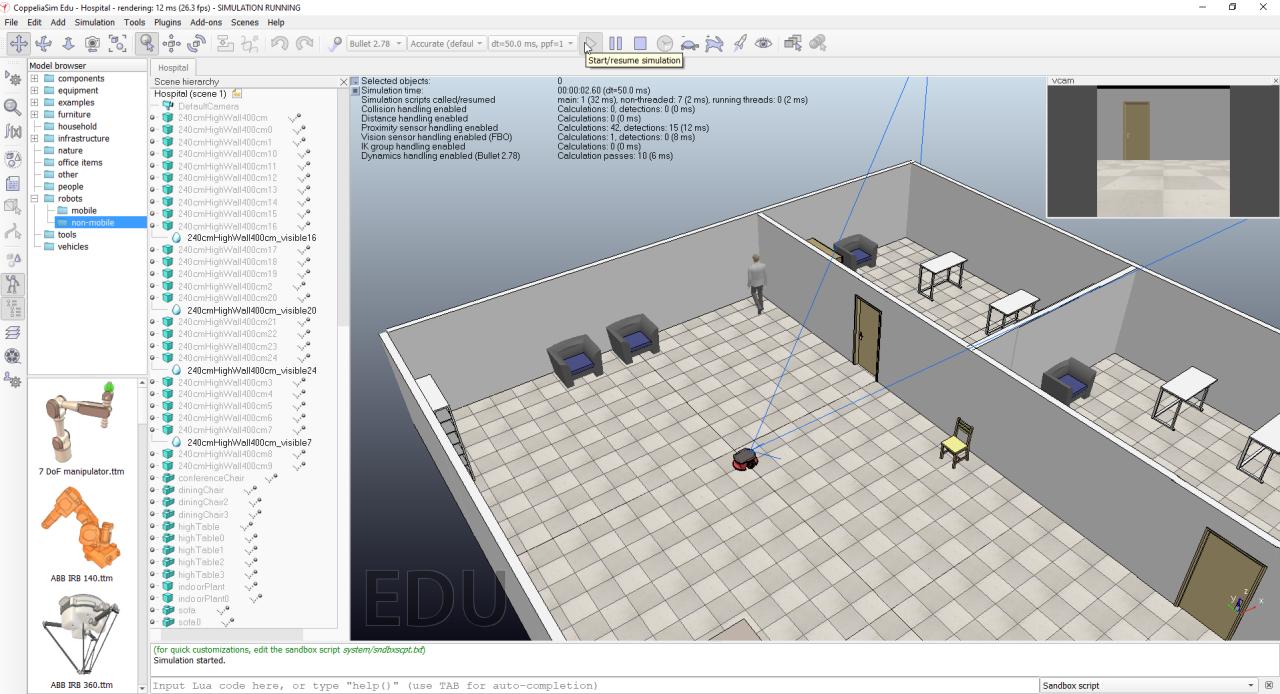 CoppeliaSim Edu - Hospital - rendering: 12 ms (26.3 fps) - SIMULATION RUNNING
File Edit Add Simulation Tools Plugins Add-ons Scenes Help
Bullet 2.78 Accurate (defaul dt=50.0 ms, ppf=1
Start/resume simulation
Model browser
components
equipment
examples
furniture
household
infrastructure
nature
office items
other
people
robots
mobile
non-mobile
tools
vehicles
7 DoF manipulator.ttm
ABB IRB 140.ttm
ABB IRB 360.ttm
Hospital
Scene hierarchy
Hospital (scene 1)
DefaultCamera
240cmHighWall400cm
240cmHighWall400cm0
240cmHighWall400cm1
240cmHighWall400cm10
240cmHighWall400cm11
240cmHighWall400cm12
240cmHighWall400cm13
240cmHighWall400cm14
240cmHighWall400cm15
240cmHighWall400cm16
240cmHighWall400cm_visible16
240cmHighWall400cm17
240cmHighWall400cm18
240cmHighWall400cm19
240cmHighWall400cm2
240cmHighWall400cm20
240cmHighWall400cm_visible20
240cmHighWall400cm21
240cmHighWall400cm22
240cmHighWall400cm23
240cmHighWall400cm24
240cmHighWall400cm_visible24
240cmHighWall400cm3
240cmHighWall400cm4
240cmHighWall400cm5
240cmHighWall400cm6
240cmHighWall400cm7
240cmHighWall400cm_visible7
240cmHighWall400cm8
240cmHighWall400cm9
conferenceChair
diningChair
diningChair2
diningChair3
highTable
highTable0
highTable1
highTable2
highTable3
indoorPlant
indoorPlant0
sofa
sofa0
Selected objects: 0
Simulation time: 00:00:02.60 (dt=50.0 ms)
Simulation scripts called/resumed main: 1 (32 ms), non-threaded: 7 (2 ms), running threads: 0 (2 ms)
Collision handling enabled Calculations: 0, detections: 0 (0 ms)
Distance handling enabled Calculations: 0 (0 ms)
Proximity sensor handling enabled Calculations: 42, detections: 15 (12 ms)
Vision sensor handling enabled (FBO) Calculations: 1, detections: 0 (8 ms)
IK group handling enabled Calculations: 0 (0 ms)
Dynamics handling enabled (Bullet 2.78) Calculation passes: 10 (6 ms)
vcam
EDU
y z x
(for quick customizations, edit the sandbox script system/sndbxscpt.txt)
Simulation started.
Input Lua code here, or type "help()" (use TAB for auto-completion)
Sandbox script